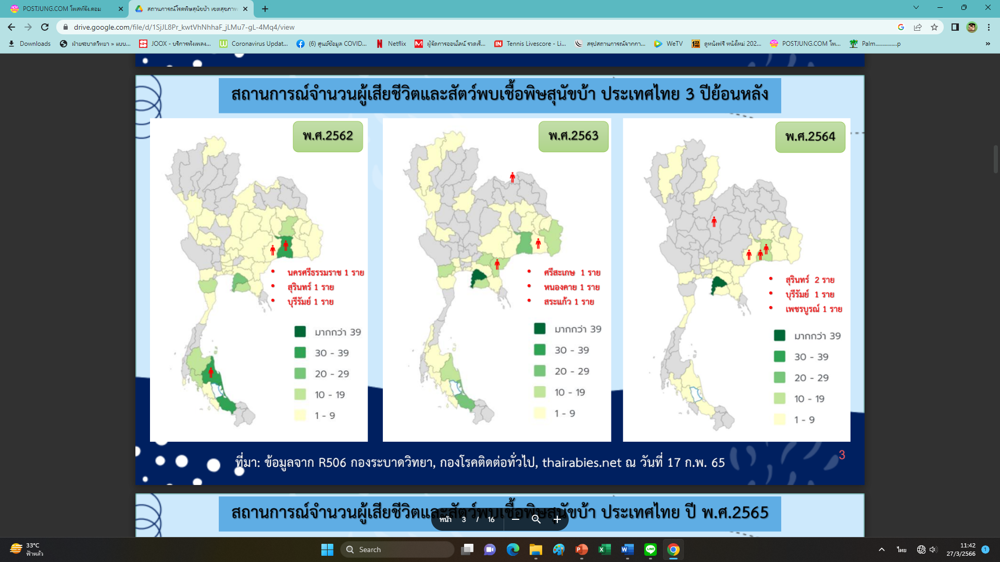 POSTJUNG.COM โพสท์จัง.คอม
สถานการณ์โรคพิษสุนัขบ้า เขตสุขภาพ
drive.google.com/file/d/1SjJL8Pr_kwtVhNhhaF_jLMu7-gL-4Mq4/view
Downloads ฝ่ายระบาดวิทยา » แบบ... JOOX - บริการฟังเพลง... Coronavirus Updat... (6) ศูนย์ข้อมูล COVID... Netflix ผู้จัดการออนไลน์ รวดเร็... Tennis Livescore - Li... สรุปสถานการณ์จากกา... WeTV ดูหนังฟรี หนังใหม่ 202... POSTJUNG.COM โพ... Palm................p
สถานการณ์จำนวนผู้เสียชีวิตและสัตว์พบเชื้อพิษสุนัขบ้า ประเทศไทย 3 ปีย้อนหลัง
พ.ศ.2562
• นครศรีธรรมราช 1 ราย
• สุรินทร์ 1 ราย
• บุรีรัมย์ 1 ราย
มากกว่า 39
30 - 39
20 - 29
10 - 19
1 - 9
พ.ศ.2563
• ศรีสะเกษ 1 ราย
• หนองคาย 1 ราย
• สระแก้ว 1 ราย
มากกว่า 39
30 - 39
20 - 29
10 - 19
1 - 9
พ.ศ.2564
• สุรินทร์ 2 ราย
• บุรีรัมย์ 1 ราย
• เพชรบูรณ์ 1 ราย
มากกว่า 39
30 - 39
20 - 29
10 - 19
1 - 9
ที่มา: ข้อมูลจาก R506 กองระบาดวิทยา, กองโรคติดต่อทั่วไป, thairabies.net ณ วันที่ 17 ก.พ. 65
3
สถานการณ์จำนวนผู้เสียชีวิตและสัตว์พบเชื้อพิษสุนัขบ้า ประเทศไทย ปี พ.ศ.2565
หน้า 3 / 16
33°C
ฟ้าหลัว
Search
ไทย
11:42
27/3/2566
1